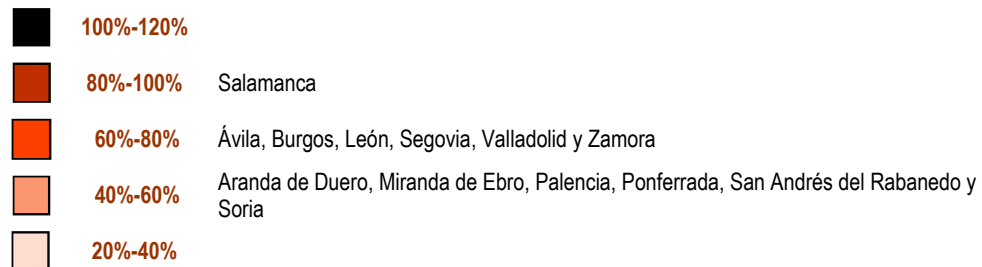 100%-120%
80%-100% Salamanca
60%-80% Ávila, Burgos, León, Segovia, Valladolid y Zamora
40%-60% Aranda de Duero, Miranda de Ebro, Palencia, Ponferrada, San Andrés del Rabanedo y
Soria
20%-40%